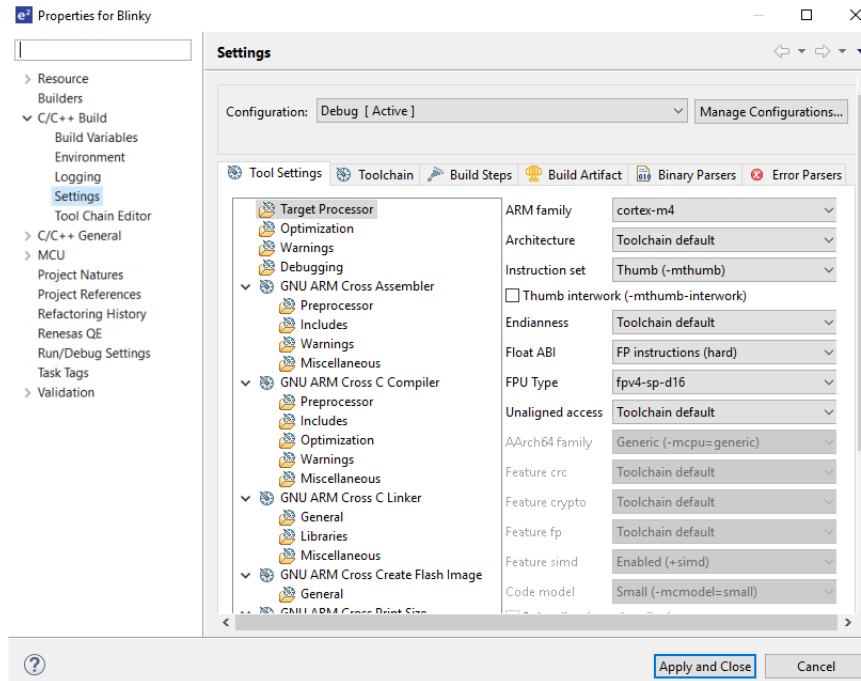 e² Properties for Blinky
Settings
Resource
Builders
C/C++ Build
Build Variables
Environment
Logging
Settings
Tool Chain Editor
C/C++ General
MCU
Project Natures
Project References
Refactoring History
Renesas QE
Run/Debug Settings
Task Tags
Validation
Configuration: Debug [ Active ] Manage Configurations...
Tool Settings Toolchain Build Steps Build Artifact Binary Parsers Error Parsers
Target Processor
Optimization
Warnings
Debugging
GNU ARM Cross Assembler
Preprocessor
Includes
Warnings
Miscellaneous
GNU ARM Cross C Compiler
Preprocessor
Includes
Optimization
Warnings
Miscellaneous
GNU ARM Cross C Linker
General
Libraries
Miscellaneous
GNU ARM Cross Create Flash Image
General
GNU ARM Cross Print Size
ARM family cortex-m4
Architecture Toolchain default
Instruction set Thumb (-mthumb)
Thumb interwork (-mthumb-interwork)
Endianness Toolchain default
Float ABI FP instructions (hard)
FPU Type fpv4-sp-d16
Unaligned access Toolchain default
AArch64 family Generic (-mcpu=generic)
Feature crc Toolchain default
Feature crypto Toolchain default
Feature fp Toolchain default
Feature simd Enabled (+simd)
Code model Small (-mcmodel=small)
Apply and Close Cancel